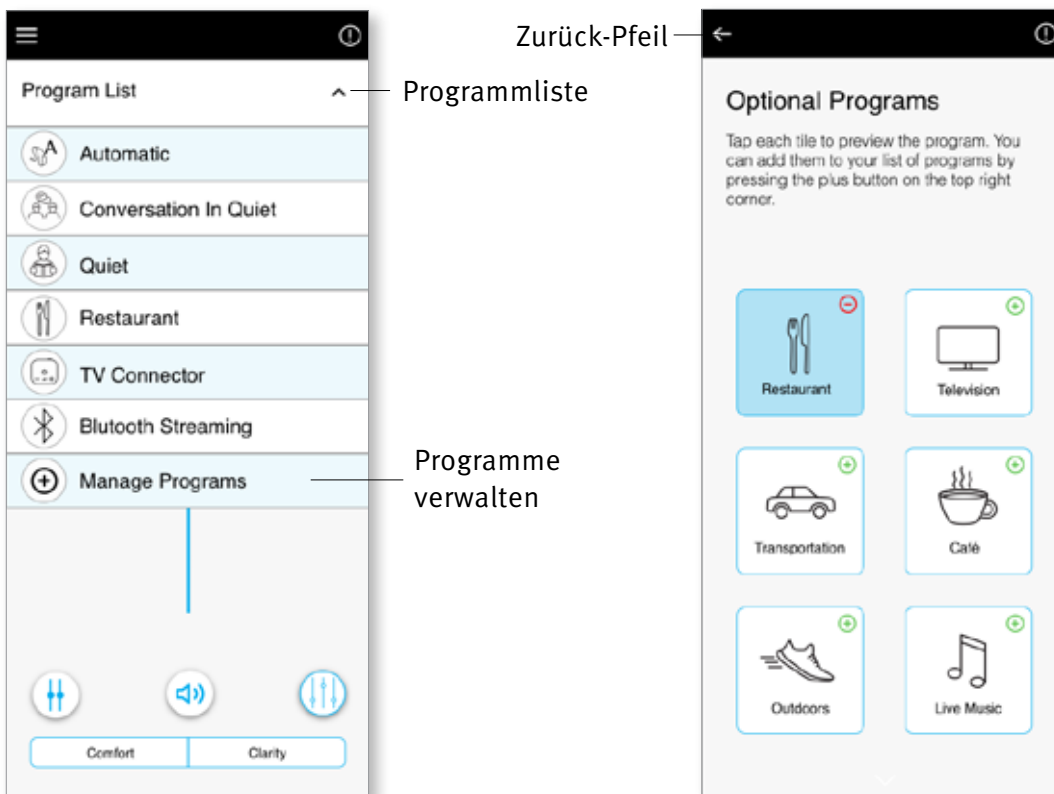 Program List
Programmliste
Automatic
Conversation In Quiet
Quiet
Restaurant
TV Connector
Blutooth Streaming
Manage Programs
Programme
verwalten
Comfort
Clarity
Zurück-Pfeil
Optional Programs
Tap each tile to preview the program. You
can add them to your list of programs by
pressing the plus button on the top right
corner.
Restaurant
Television
Transportation
Café
Outdoors
Live Music